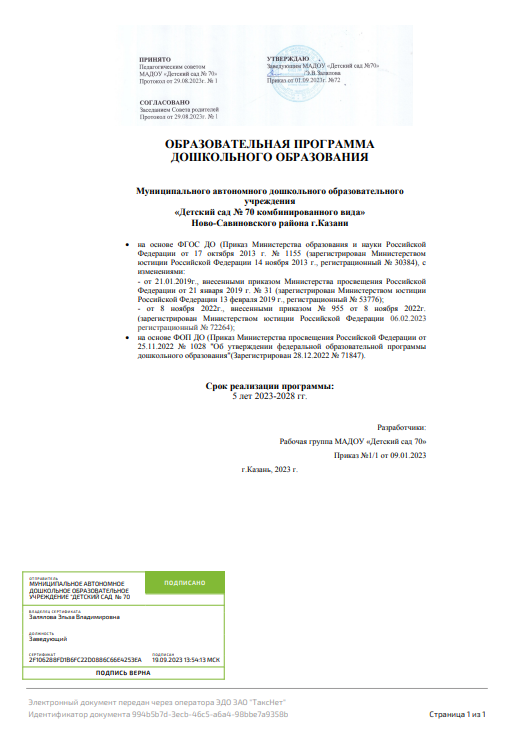 ПРИНЯТО
Педагогическим советом
МАДОУ «Детский сад № 70»
Протокол от 29.08.2023г. № 1
УТВЕРЖДАЮ
Заведующим МАДОУ «Детский сад №70»
/Э.В.Залялова
Приказ от 01.09 2023г. №72
СОГЛАСОВАНО
Заседанием Совета родителей
Протокол от 29.08.2023г. № 1
ОБРАЗОВАТЕЛЬНАЯ ПРОГРАММА
ДОШКОЛЬНОГО ОБРАЗОВАНИЯ
Муниципального автономного дошкольного образовательного
учреждения
«Детский сад № 70 комбинированного вида»
Ново-Савиновского района г.Казани
• на основе ФГОС ДО (Приказ Министерства образования и науки Российской
Федерации от 17 октября 2013 г. № 1155 (зарегистрирован Министерством
юстиции Российской Федерации 14 ноября 2013 г., регистрационный № 30384), с
изменениями:
- от 21.01.2019г., внесенными приказом Министерства просвещения Российской
Федерации от 21 января 2019 г. № 31 (зарегистрирован Министерством юстиции
Российской Федерации 13 февраля 2019 г., регистрационный № 53776);
- от 8 ноября 2022г., внесенными приказом № 955 от 8 ноября 2022г.
(зарегистрирован Министерством юстиции Российской Федерации 06.02.2023
регистрационный № 72264);
• на основе ФОП ДО (Приказ Министерства просвещения Российской Федерации от
25.11.2022 № 1028 "Об утверждении федеральной образовательной программы
дошкольного образования"(Зарегистрирован 28.12.2022 № 71847).
Срок реализации программы:
5 лет 2023-2028 гг.
Разработчики:
Рабочая группа МАДОУ «Детский сад 70»
Приказ №1/1 от 09.01.2023
г.Казань, 2023 г.
ОТПРАВИТЕЛЬ
МУНИЦИПАЛЬНОЕ АВТОНОМНОЕ
ДОШКОЛЬНОЕ ОБРАЗОВАТЕЛЬНОЕ
УЧРЕЖДЕНИЕ "ДЕТСКИЙ САД № 70
ПОДПИСАНО
ВЛАДЕЛЕЦ СЕРТИФИКАТА
Залялова Эльза Владимировна
ДОЛЖНОСТЬ
Заведующий
СЕРТИФИКАТ
2F106288FD1B6FC22D0886C66E4253EA
ПОДПИСАН
19.09.2023 13:54:13 МСК
ПОДПИСЬ ВЕРНА
Электронный документ передан через оператора ЭДО ЗАО "ТаксНет"
Идентификатор документа 994b5b7d-3ecb-46c5-a6a4-98bbe7a9358b
Страница 1 из 1